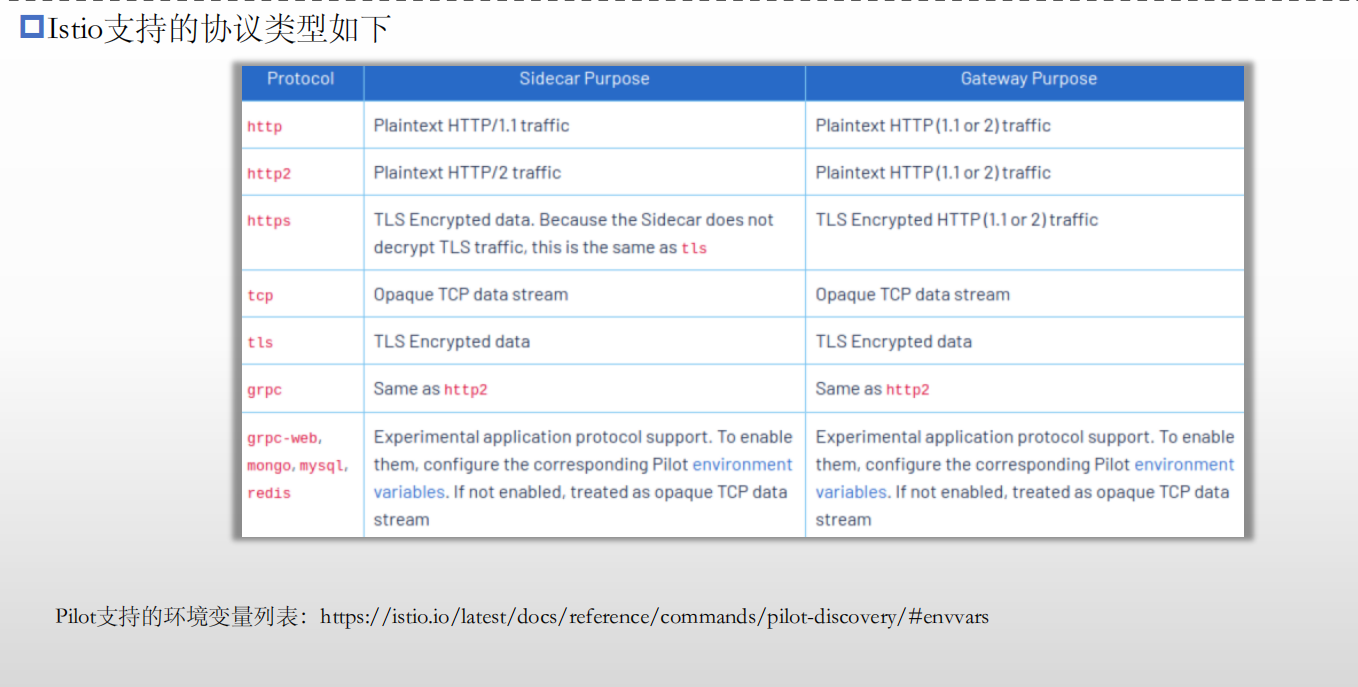 Istio支持的协议类型如下
Protocol Sidecar Purpose Gateway Purpose
http Plaintext HTTP/1.1 traffic Plaintext HTTP (1.1 or 2) traffic
http2 Plaintext HTTP/2 traffic Plaintext HTTP (1.1 or 2) traffic
https TLS Encrypted data. Because the Sidecar does not TLS Encrypted HTTP (1.1 or 2) traffic
decrypt TLS traffic, this is the same as tls
tcp Opaque TCP data stream Opaque TCP data stream
tls TLS Encrypted data TLS Encrypted data
grpc Same as http2 Same as http2
grpc-web, Experimental application protocol support. To enable Experimental application protocol support. To enable
mongo, mysql, them, configure the corresponding Pilot environment them, configure the corresponding Pilot environment
redis variables. If not enabled, treated as opaque TCP data variables. If not enabled, treated as opaque TCP data
stream stream
Pilot支持的环境变量列表：https://istio.io/latest/docs/reference/commands/pilot-discovery/#envvars